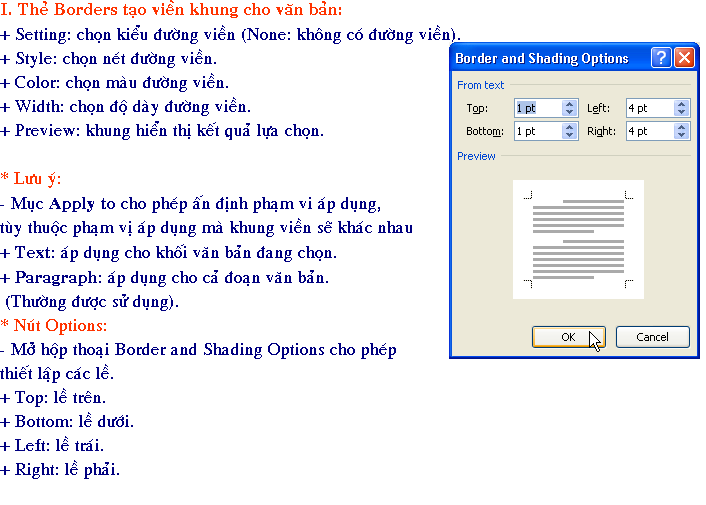 I. Thẻ Borders tạo viền khung cho văn bản:
+ Setting: chọn kiểu đường viền (None: không có đường viền).
+ Style: chọn nét đường viền.
+ Color: chọn màu đường viền.
+ Width: chọn độ dày đường viền.
+ Preview: khung hiển thị kết quả lựa chọn.
* Lưu ý:
- Mục Apply to cho phép ấn định phạm vi áp dụng,
tùy thuộc phạm vị áp dụng mà khung viền sẽ khác nhau
+ Text: áp dụng cho khối văn bản đang chọn.
+ Paragraph: áp dụng cho cả đoạn văn bản.
(Thường được sử dụng).
* Nút Options:
- Mở hộp thoại Border and Shading Options cho phép
thiết lập các lề.
+ Top: lề trên.
+ Bottom: lề dưới.
+ Left: lề trái.
+ Right: lề phải.
Border and Shading Options
From text
Top: 1 pt Left: 4 pt
Bottom: 1 pt Right: 4 pt
Preview
OK Cancel